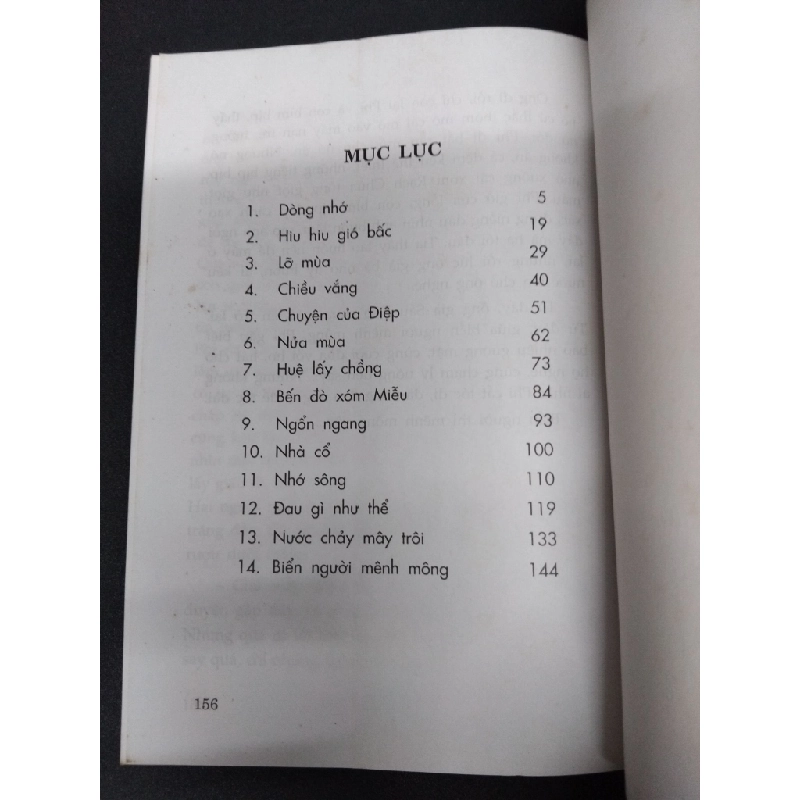 MỤC LỤC
1. Dòng nhớ 5
2. Hiu hiu gió bấc 19
3. Lỡ mùa 29
4. Chiều vắng 40
5. Chuyện của Điệp 51
6. Nửa mùa 62
7. Huệ lấy chồng 73
8. Bến đò xóm Miễu 84
9. Ngổn ngang 93
10. Nhà cổ 100
11. Nhớ sông 110
12. Đau gì như thể 119
13. Nước chảy mây trôi 133
14. Biển người mênh mông 144
156